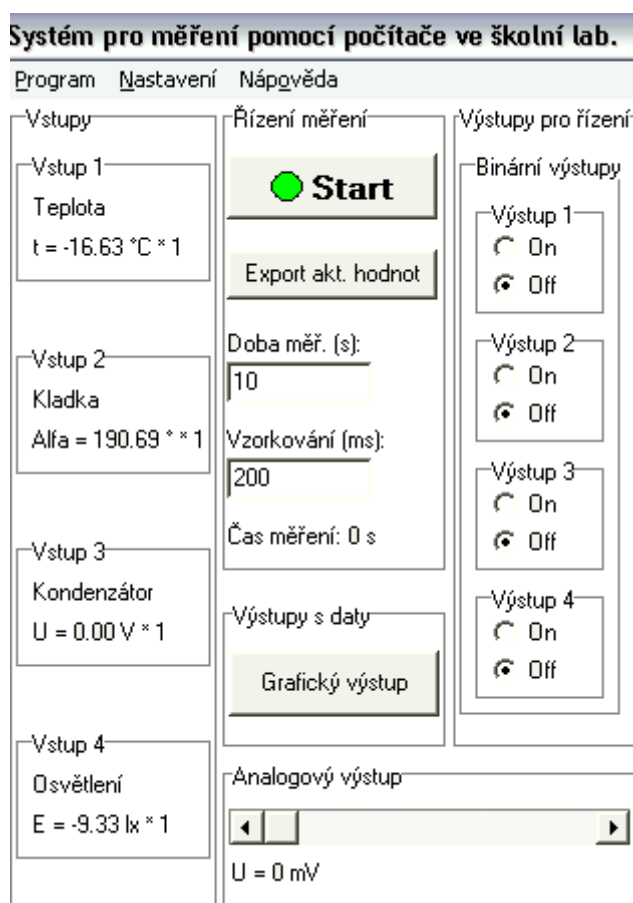 Systém pro měření pomocí počítače ve školní lab.
Program Nastavení Nápověda
Vstupy
Vstup 1
Teplota
t = -16.63 °C * 1
Vstup 2
Kladka
Alfa = 190.69 ° * 1
Vstup 3
Kondenzátor
U = 0.00 V * 1
Vstup 4
Osvětlení
E = -9.33 lx * 1
Řízení měření
Start
Export akt. hodnot
Doba měř. (s):
10
Vzorkování (ms):
200
Čas měření: 0 s
Výstupy s daty
Grafický výstup
Výstupy pro řízení
Binární výstupy
Výstup 1
On
Off
Výstup 2
On
Off
Výstup 3
On
Off
Výstup 4
On
Off
Analogový výstup
U = 0 mV